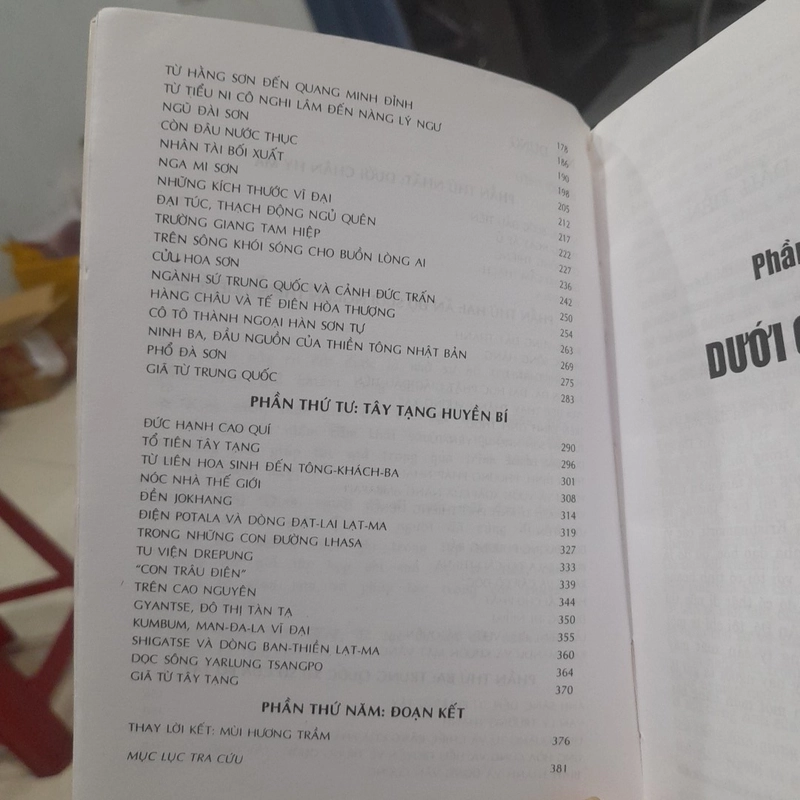 TỪ HẰNG SƠN ĐẾN QUANG MINH ĐỈNH 178
TỪ TIỂU NI CÔ NGHI LÂM ĐẾN NÀNG LÝ NGƯ 186
NGŨ ĐÀI SƠN 190
CÒN ĐÂU NƯỚC THỤC 198
NHÂN TÀI BỐI XUẤT 205
NGA MI SƠN 212
NHỮNG KÍCH THƯỚC VĨ ĐẠI 217
ĐẠI TÚC, THẠCH ĐỘNG NGỦ QUÊN 222
TRƯỜNG GIANG TAM HIỆP 227
TRÊN SÔNG KHÓI SÓNG CHO BUỒN LÒNG AI 236
CỬU HOA SƠN 242
NGÀNH SỨ TRUNG QUỐC VÀ CẢNH ĐỨC TRẤN 250
HÀNG CHÂU VÀ TẾ ĐIÊN HÒA THƯỢNG 254
CÔ TÔ THÀNH NGOẠI HÀN SƠN TỰ 263
NINH BA, ĐẦU NGUỒN CỦA THIỀN TÔNG NHẬT BẢN 269
PHỔ ĐÀ SƠN 275
GIÃ TỪ TRUNG QUỐC 283
PHẦN THỨ TƯ: TÂY TẠNG HUYỀN BÍ
ĐỨC HẠNH CAO QUÍ 290
TỔ TIÊN TÂY TẠNG 296
TỪ LIÊN HOA SINH ĐẾN TÔNG-KHÁCH-BA 301
NÓC NHÀ THẾ GIỚI 308
ĐỀN JOKHANG 314
ĐIỆN POTALA VÀ DÒNG ĐẠT-LAI LẠT-MA 319
TRONG NHỮNG CON ĐƯỜNG LHASA 327
TU VIỆN DREPUNG 333
"CON TRÂU ĐIÊN" 339
TRÊN CAO NGUYÊN 344
GYANTSE, ĐÔ THỊ TÀN TẠ 350
KUMBUM, MAN-ĐA-LA VĨ ĐẠI 355
SHIGATSE VÀ DÒNG BAN-THIỀN LẠT-MA 360
DỌC SÔNG YARLUNG TSANGPO 364
GIÃ TỪ TÂY TẠNG 370
PHẦN THỨ NĂM: ĐOẠN KẾT
THAY LỜI KẾT: MÙI HƯƠNG TRẦM 376
MỤC LỤC TRA CỨU 381
Phần
DƯỚI C